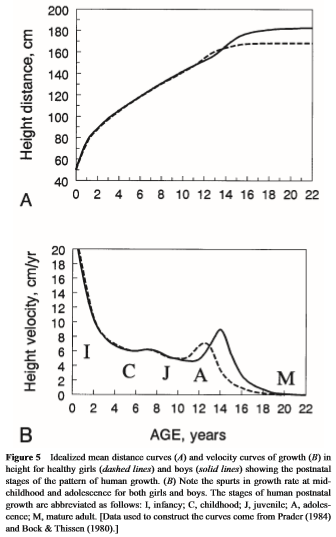 200
180
160
140
120
100
80
60
40
Height distance, cm
0 2 4 6 8 10 12 14 16 18 20 22
A
20
18
16
14
12
10
8
6
4
2
0
Height velocity, cm/yr
I
C
J
A
M
0 2 4 6 8 10 12 14 16 18 20 22
B
AGE, years
Figure 5 Idealized mean distance curves (A) and velocity curves of growth (B) in
height for healthy girls (dashed lines) and boys (solid lines) showing the postnatal
stages of the pattern of human growth. (B) Note the spurts in growth rate at mid-
childhood and adolescence for both girls and boys. The stages of human postnatal
growth are abbreviated as follows: I, infancy; C, childhood; J, juvenile; A, adoles-
cence; M, mature adult. [Data used to construct the curves come from Prader (1984)
and Bock & Thissen (1980).]